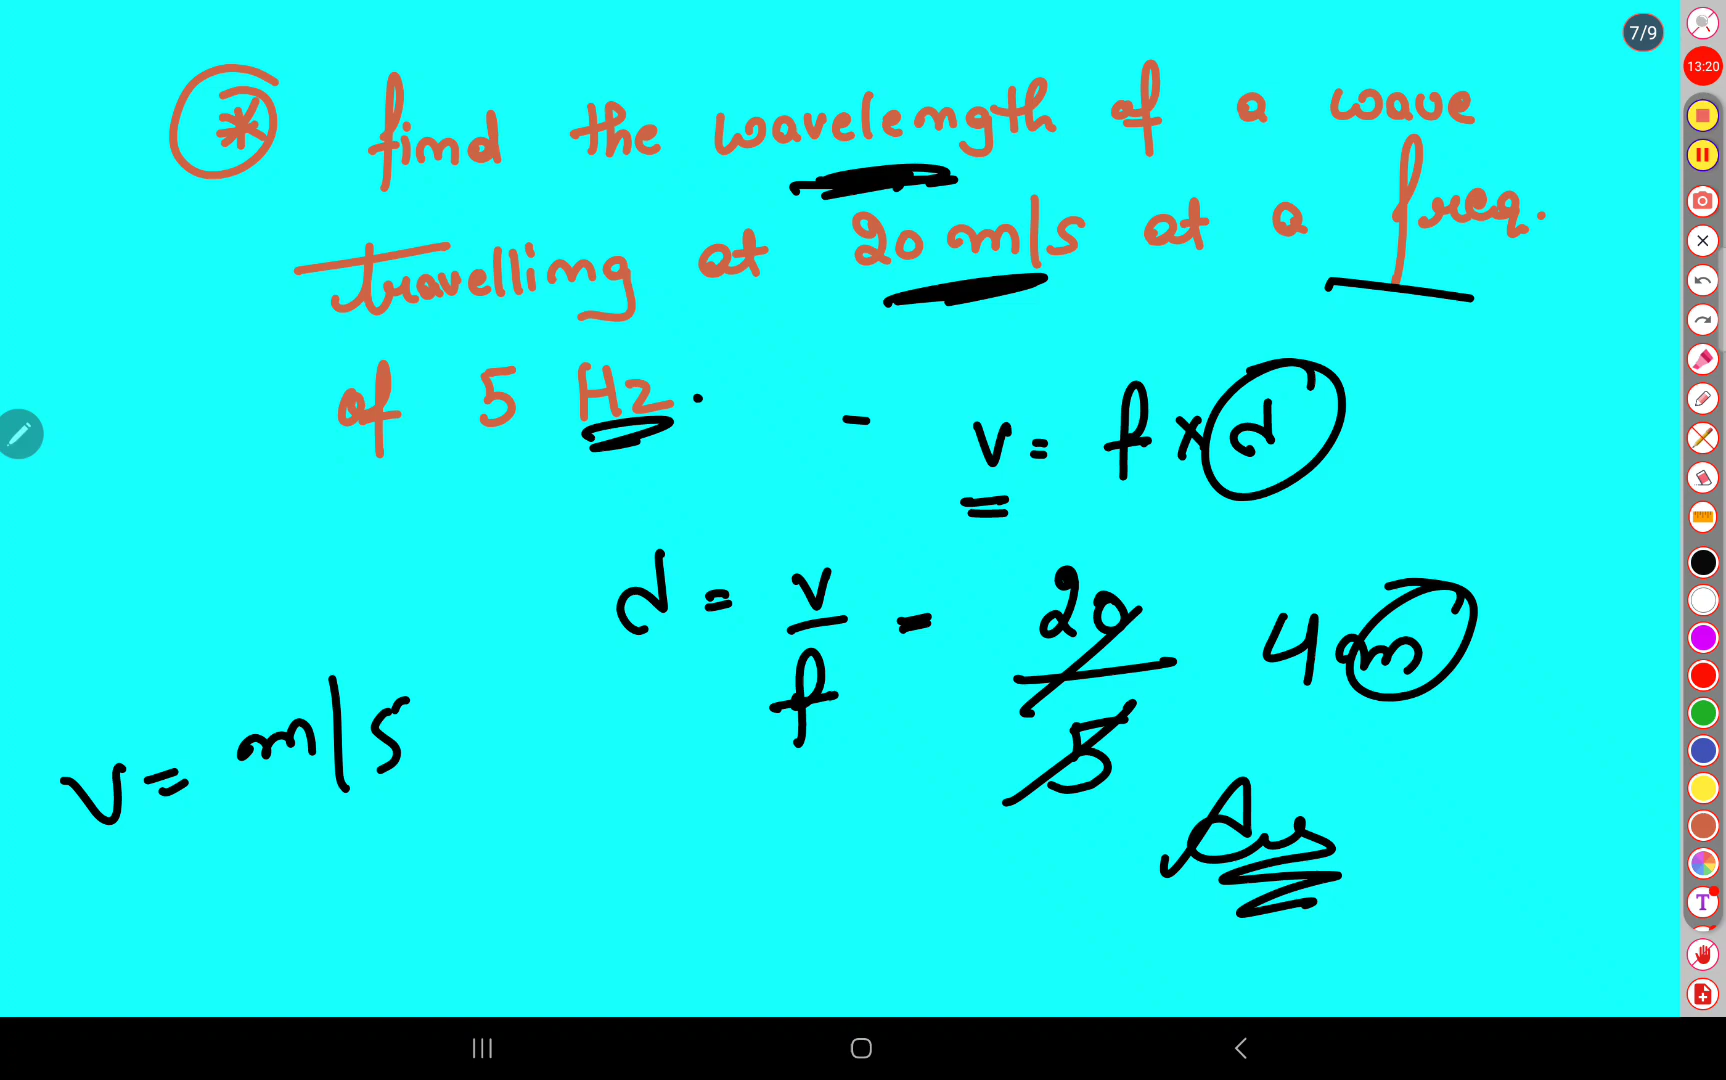 7/9
13:20
* find the wavelength of a wave
travelling at 20 m/s at a freq.
of 5 Hz. - v = f × λ
λ = v/f = 20/5 4 m
v = m/s
Ans
T